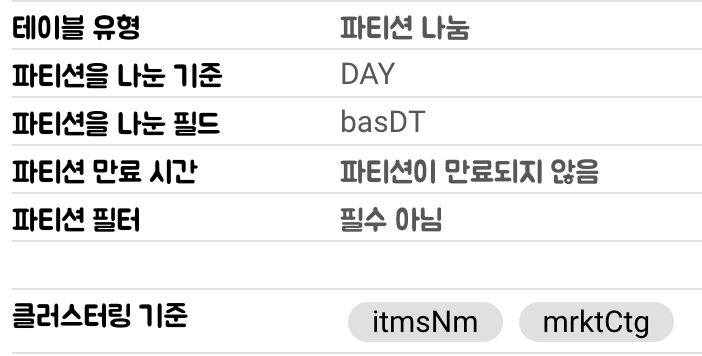 테이블 유형 파티션 나눔
파티션을 나눈 기준 DAY
파티션을 나눈 필드 basDT
파티션 만료 시간 파티션이 만료되지 않음
파티션 필터 필수 아님
클러스터링 기준 itmsNm mrktCtg